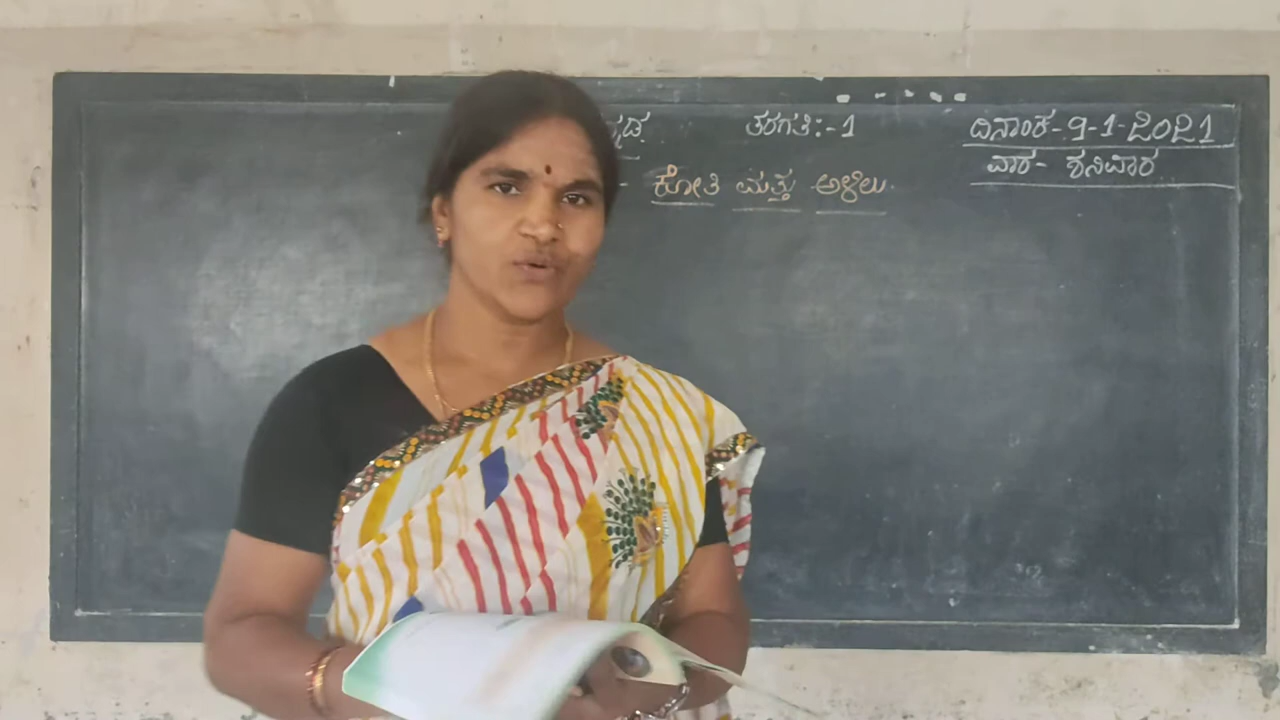 ತರಗತಿ:-1 ದಿನಾಂಕ-9-1-2021
ವಾರ- ಶನಿವಾರ
- ಕೋತಿ ಮತ್ತು ಅಳಿಲು.